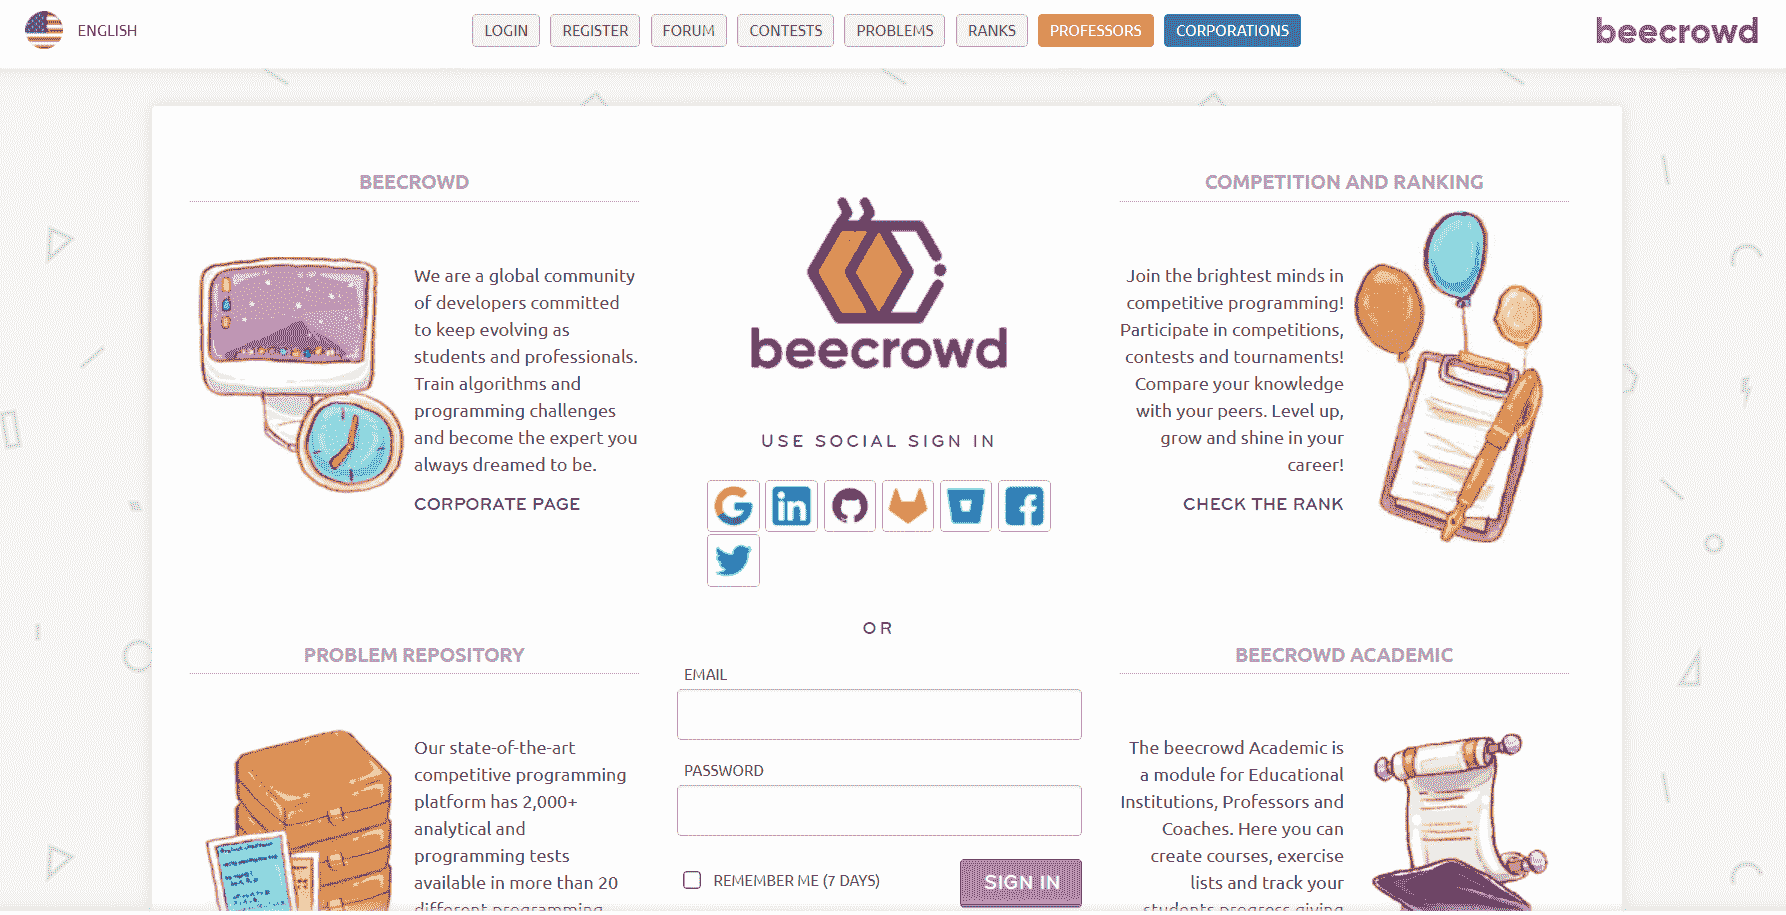 ENGLISH
LOGIN
REGISTER
FORUM
CONTESTS
PROBLEMS
RANKS
PROFESSORS
CORPORATIONS
beecrowd
BEECROWD
We are a global community
of developers committed
to keep evolving as
students and professionals.
Train algorithms and
programming challenges
and become the expert you
always dreamed to be.
CORPORATE PAGE
beecrowd
USE SOCIAL SIGN IN
OR
EMAIL
PASSWORD
REMEMBER ME (7 DAYS)
SIGN IN
COMPETITION AND RANKING
Join the brightest minds in
competitive programming!
Participate in competitions,
contests and tournaments!
Compare your knowledge
with your peers. Level up,
grow and shine in your
career!
CHECK THE RANK
PROBLEM REPOSITORY
Our state-of-the-art
competitive programming
platform has 2,000+
analytical and
programming tests
available in more than 20
different programming
BEECROWD ACADEMIC
The beecrowd Academic is
a module for Educational
Institutions, Professors and
Coaches. Here you can
create courses, exercise
lists and track your
students progress giving